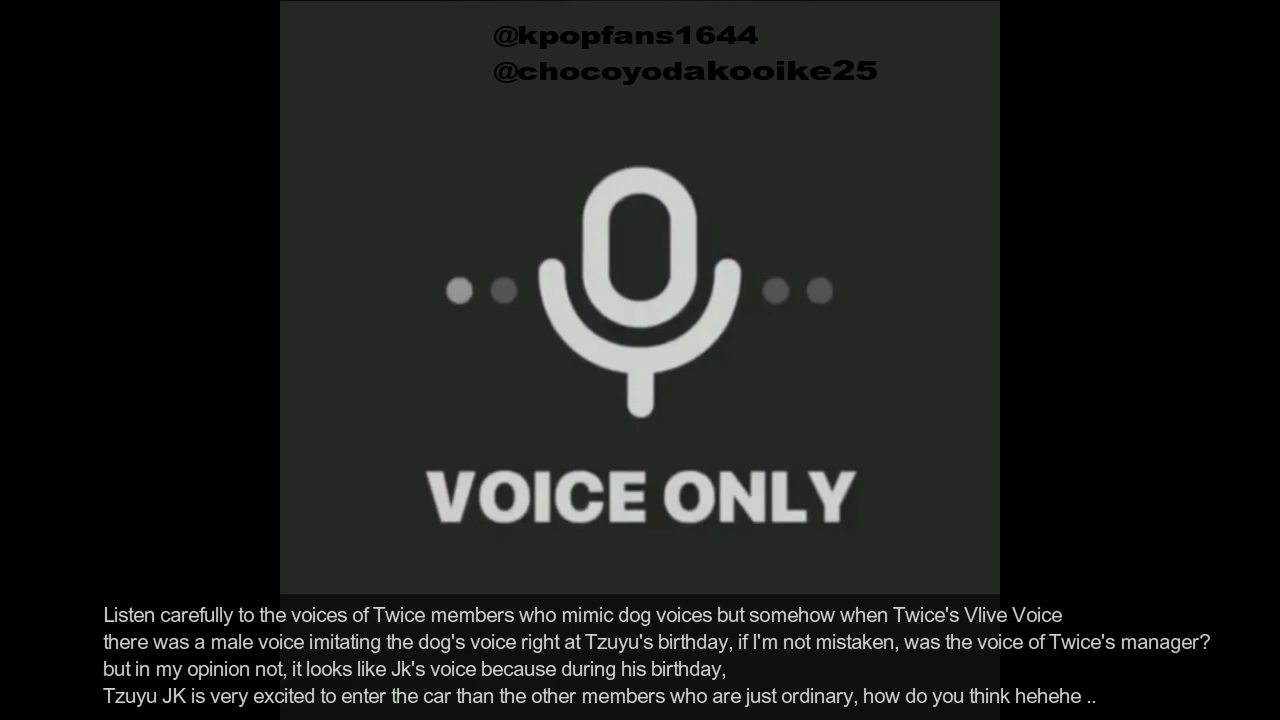 @kpopfans1644
@chocoyodakooike25
VOICE ONLY
Listen carefully to the voices of Twice members who mimic dog voices but somehow when Twice's Vlive Voice
there was a male voice imitating the dog's voice right at Tzuyu's birthday, if I'm not mistaken, was the voice of Twice's manager?
but in my opinion not, it looks like Jk's voice because during his birthday,
Tzuyu JK is very excited to enter the car than the other members who are just ordinary, how do you think hehehe ..